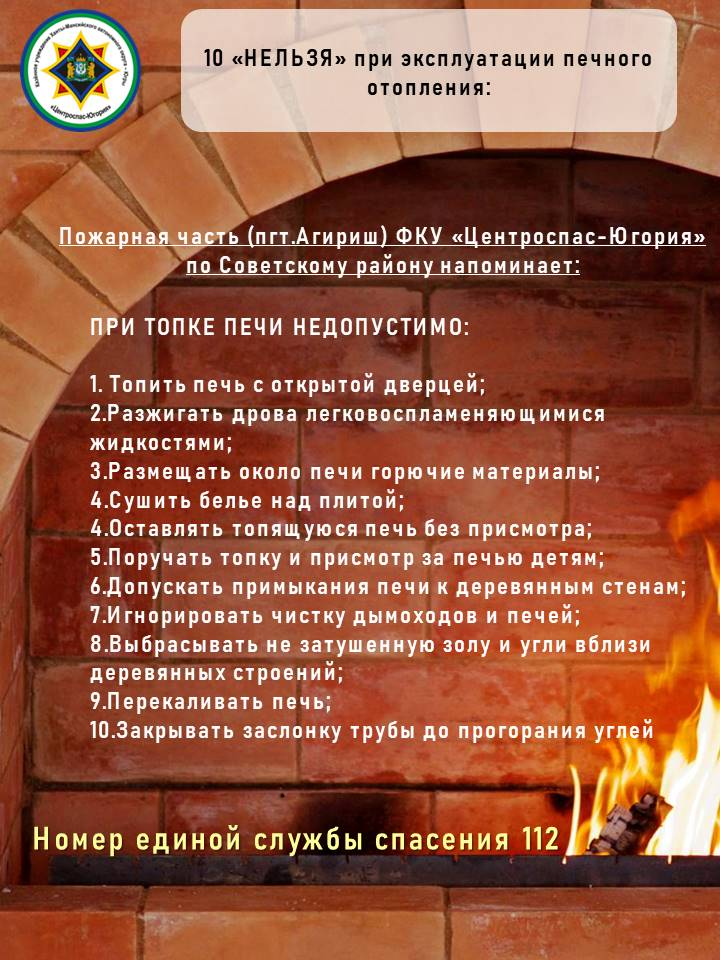 Казённое учреждение Ханты-Мансийского автономного округа - Югры
«Центроспас-Югория»
10 «НЕЛЬЗЯ» при эксплуатации печного
отопления:
Пожарная часть (пгт.Агириш) ФКУ «Центроспас-Югория»
по Советскому району напоминает:
ПРИ ТОПКЕ ПЕЧИ НЕДОПУСТИМО:
1. Топить печь с открытой дверцей;
2.Разжигать дрова легковоспламеняющимися
жидкостями;
3.Размещать около печи горючие материалы;
4.Сушить белье над плитой;
4.Оставлять топящуюся печь без присмотра;
5.Поручать топку и присмотр за печью детям;
6.Допускать примыкания печи к деревянным стенам;
7.Игнорировать чистку дымоходов и печей;
8.Выбрасывать не затушенную золу и угли вблизи
деревянных строений;
9.Перекаливать печь;
10.Закрывать заслонку трубы до прогорания углей
Номер единой службы спасения 112